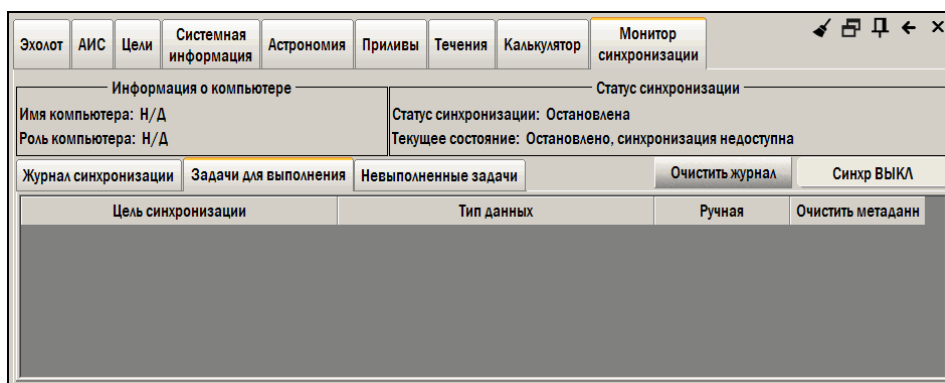 Эхолот АИС Цели Системная информация Астрономия Приливы Течения Калькулятор Монитор синхронизации
Информация о компьютере Статус синхронизации
Имя компьютера: Н/Д Статус синхронизации: Остановлена
Роль компьютера: Н/Д Текущее состояние: Остановлено, синхронизация недоступна
Журнал синхронизации Задачи для выполнения Невыполненные задачи Очистить журнал Синхр ВЫКЛ
Цель синхронизации Тип данных Ручная Очистить метаданн